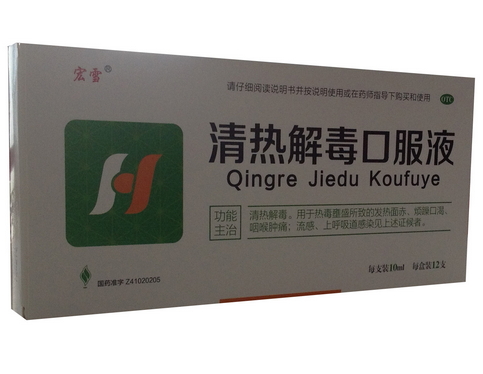 宏雪®
请仔细阅读说明书并按说明使用或在药师指导下购买和使用
OTC
清热解毒口服液
Qingre Jiedu Koufuye
功能
主治
清热解毒。用于热毒壅盛所致的发热面赤、烦躁口渴、
咽喉肿痛；流感、上呼吸道感染见上述证候者。
国药准字 Z41020205
每支装10ml 每盒装12支